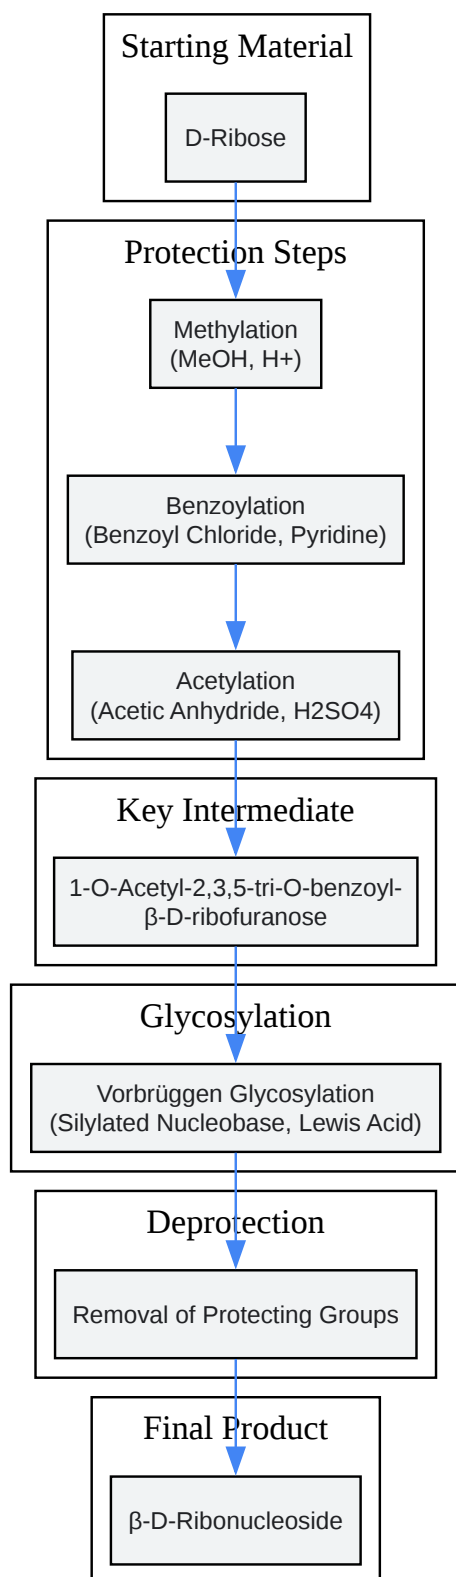 Starting Material
D-Ribose
Protection Steps
Methylation
(MeOH, H+)
Benzoylation
(Benzoyl Chloride, Pyridine)
Acetylation
(Acetic Anhydride, H2SO4)
Key Intermediate
1-O-Acetyl-2,3,5-tri-O-benzoyl-
β-D-ribofuranose
Glycosylation
Vorbrüggen Glycosylation
(Silylated Nucleobase, Lewis Acid)
Deprotection
Removal of Protecting Groups
Final Product
β-D-Ribonucleoside